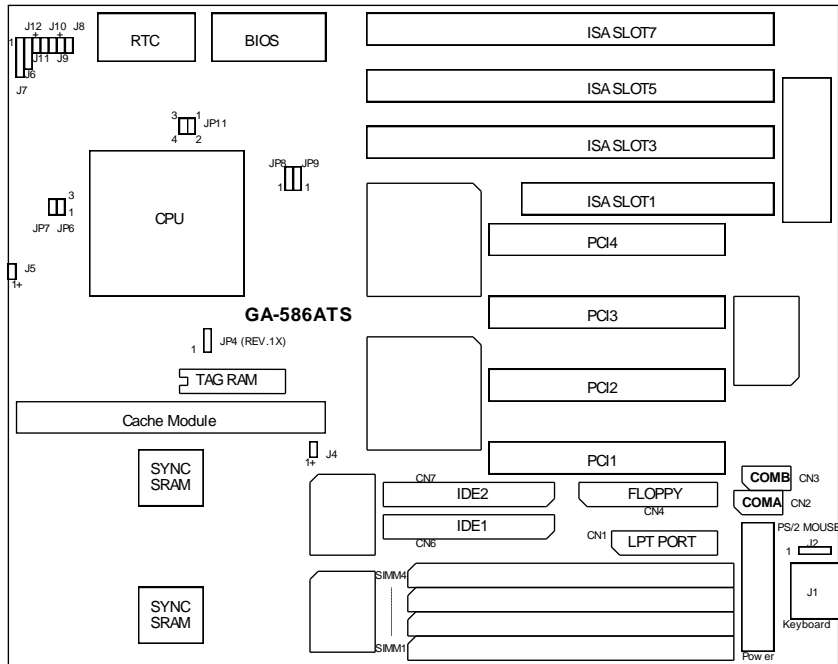 J12 J10 J8
+ +
1
J11 J9
J6
J7
RTC
BIOS
ISA SLOT7
ISA SLOT5
ISA SLOT3
ISA SLOT1
3 1
JP11
4 2
JP8 JP9
1 1
CPU
3
1
JP7 JP6
J5
1+
PCI4
PCI3
PCI2
PCI1
GA-586ATS
JP4 (REV.1X)
1
TAG RAM
Cache Module
J4
1+
SYNC
SRAM
CN7
IDE2
FLOPPY
CN4
COMB
CN3
COMA
CN2
IDE1
CN6
CN1
LPT PORT
PS/2 MOUSE
J2
1
J1
Keyboard
SIMM4
SIMM1
SYNC
SRAM
Power